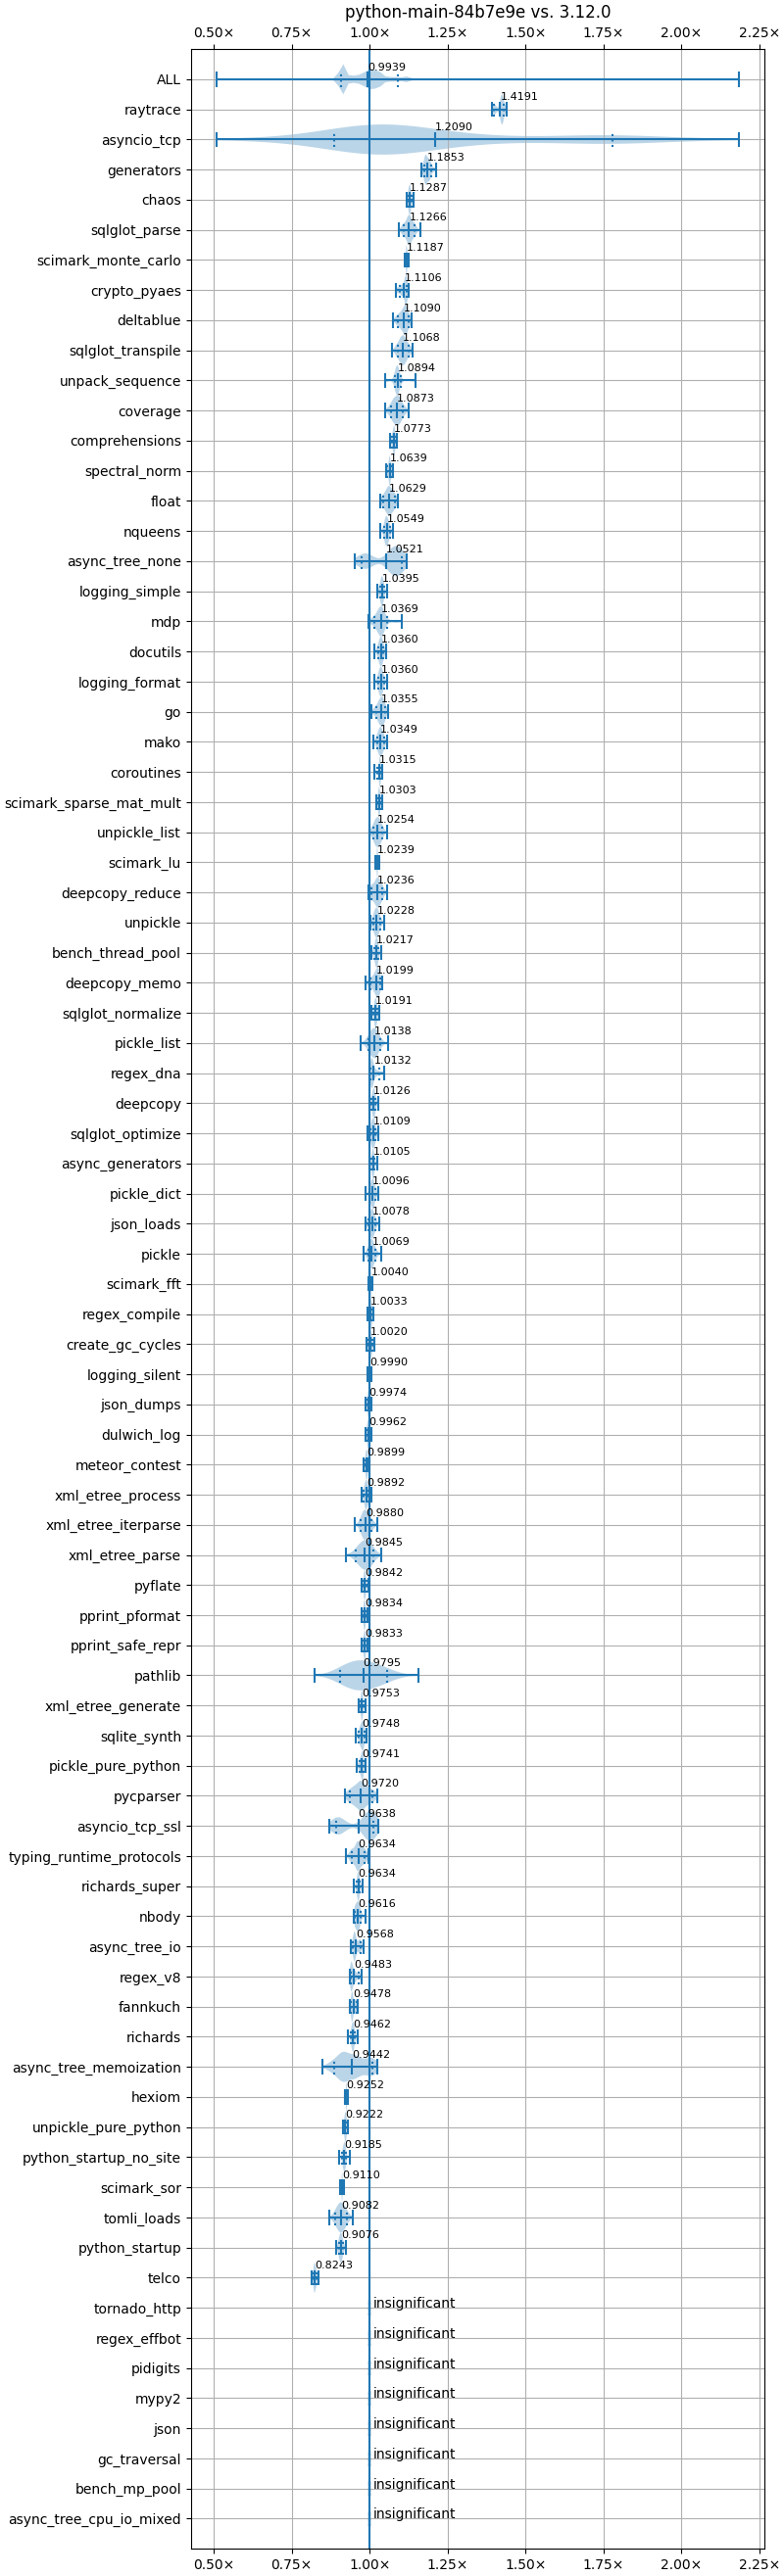 python-main-84b7e9e vs. 3.12.0
0.50× 0.75× 1.00× 1.25× 1.50× 1.75× 2.00× 2.25×
ALL 0.9939
raytrace 1.4191
asyncio_tcp 1.2090
generators 1.1853
chaos 1.1287
sqlglot_parse 1.1266
scimark_monte_carlo 1.1187
crypto_pyaes 1.1106
deltablue 1.1090
sqlglot_transpile 1.1068
unpack_sequence 1.0894
coverage 1.0873
comprehensions 1.0773
spectral_norm 1.0639
float 1.0629
nqueens 1.0549
async_tree_none 1.0521
logging_simple 1.0395
mdp 1.0369
docutils 1.0360
logging_format 1.0360
go 1.0355
mako 1.0349
coroutines 1.0315
scimark_sparse_mat_mult 1.0303
unpickle_list 1.0254
scimark_lu 1.0239
deepcopy_reduce 1.0236
unpickle 1.0228
bench_thread_pool 1.0217
deepcopy_memo 1.0199
sqlglot_normalize 1.0191
pickle_list 1.0138
regex_dna 1.0132
deepcopy 1.0126
sqlglot_optimize 1.0109
async_generators 1.0105
pickle_dict 1.0096
json_loads 1.0078
pickle 1.0069
scimark_fft 1.0040
regex_compile 1.0033
create_gc_cycles 1.0020
logging_silent 0.9990
json_dumps 0.9974
dulwich_log 0.9962
meteor_contest 0.9899
xml_etree_process 0.9892
xml_etree_iterparse 0.9880
xml_etree_parse 0.9845
pyflate 0.9842
pprint_pformat 0.9834
pprint_safe_repr 0.9833
pathlib 0.9795
xml_etree_generate 0.9753
sqlite_synth 0.9748
pickle_pure_python 0.9741
pycparser 0.9720
asyncio_tcp_ssl 0.9638
typing_runtime_protocols 0.9634
richards_super 0.9634
nbody 0.9616
async_tree_io 0.9568
regex_v8 0.9483
fannkuch 0.9478
richards 0.9462
async_tree_memoization 0.9442
hexiom 0.9252
unpickle_pure_python 0.9222
python_startup_no_site 0.9185
scimark_sor 0.9110
tomli_loads 0.9082
python_startup 0.9076
telco 0.8243
tornado_http insignificant
regex_effbot insignificant
pidigits insignificant
mypy2 insignificant
json insignificant
gc_traversal insignificant
bench_mp_pool insignificant
async_tree_cpu_io_mixed insignificant
0.50× 0.75× 1.00× 1.25× 1.50× 1.75× 2.00× 2.25×